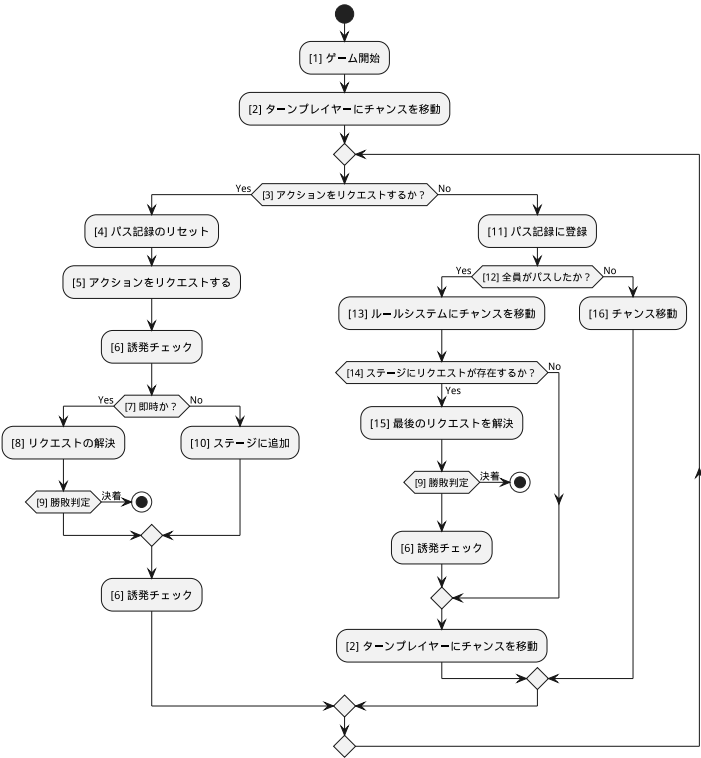 [1] ゲーム開始
[2] ターンプレイヤーにチャンスを移動
[3] アクションをリクエストするか？
Yes
No
[4] パス記録のリセット
[5] アクションをリクエストする
[6] 誘発チェック
[7] 即時か？
Yes
No
[8] リクエストの解決
[10] ステージに追加
[9] 勝敗判定
決着
[6] 誘発チェック
[11] パス記録に登録
[12] 全員がパスしたか？
Yes
No
[13] ルールシステムにチャンスを移動
[16] チャンス移動
[14] ステージにリクエストが存在するか？
No
Yes
[15] 最後のリクエストを解決
[9] 勝敗判定
決着
[6] 誘発チェック
[2] ターンプレイヤーにチャンスを移動